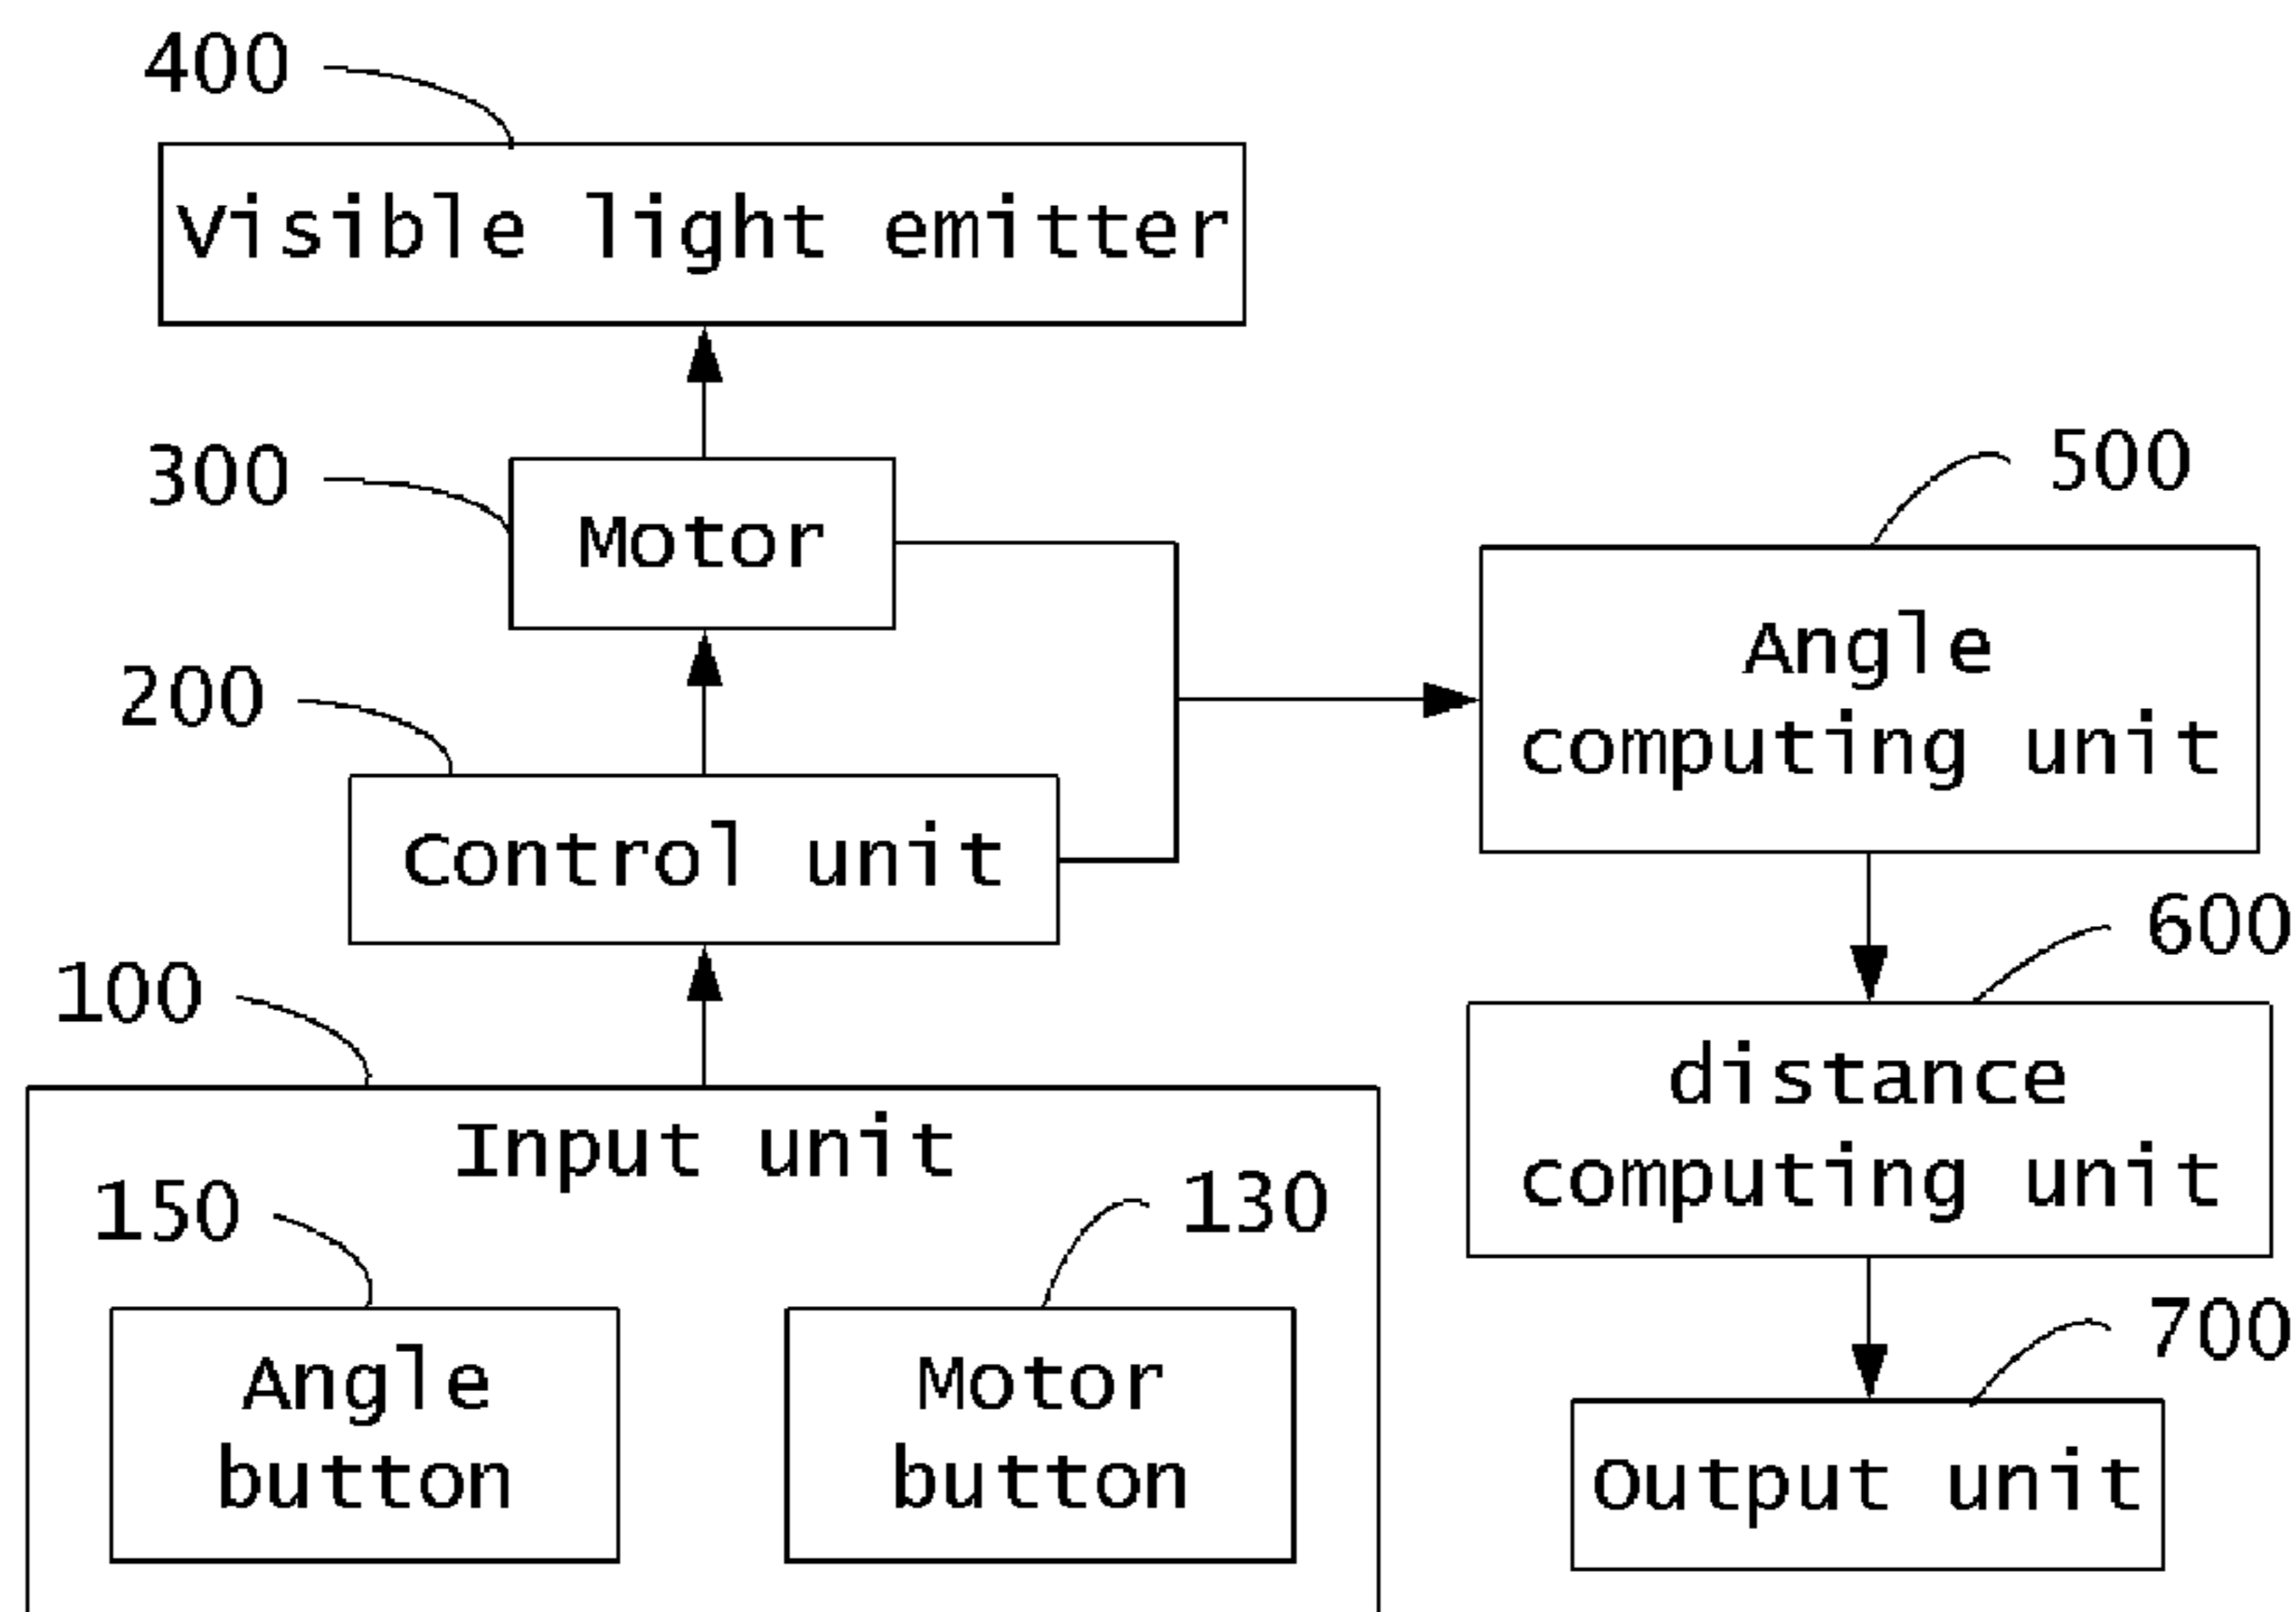 400
Visible light emitter
300
Motor
500
Angle
computing unit
200
Control unit
600
100
distance
computing unit
Input unit
150
130
700
Angle
button
Motor
button
Output unit